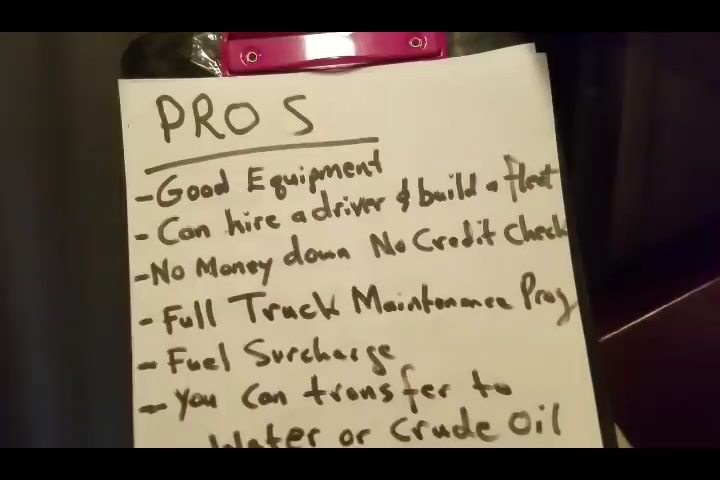 PROS
- Good Equipment
- Can hire a driver & build a fleet
- No Money down No Credit Check
- Full Truck Maintenance Prog
- Fuel Surcharge
- You Can transfer to
Water or Crude Oil